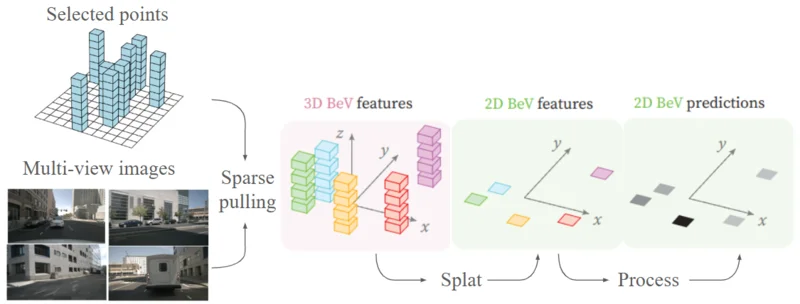 Selected points
Multi-view images
Sparse
pulling
3D BeV features
z
y
x
Splat
2D BeV features
y
x
Process
2D BeV predictions
y
x